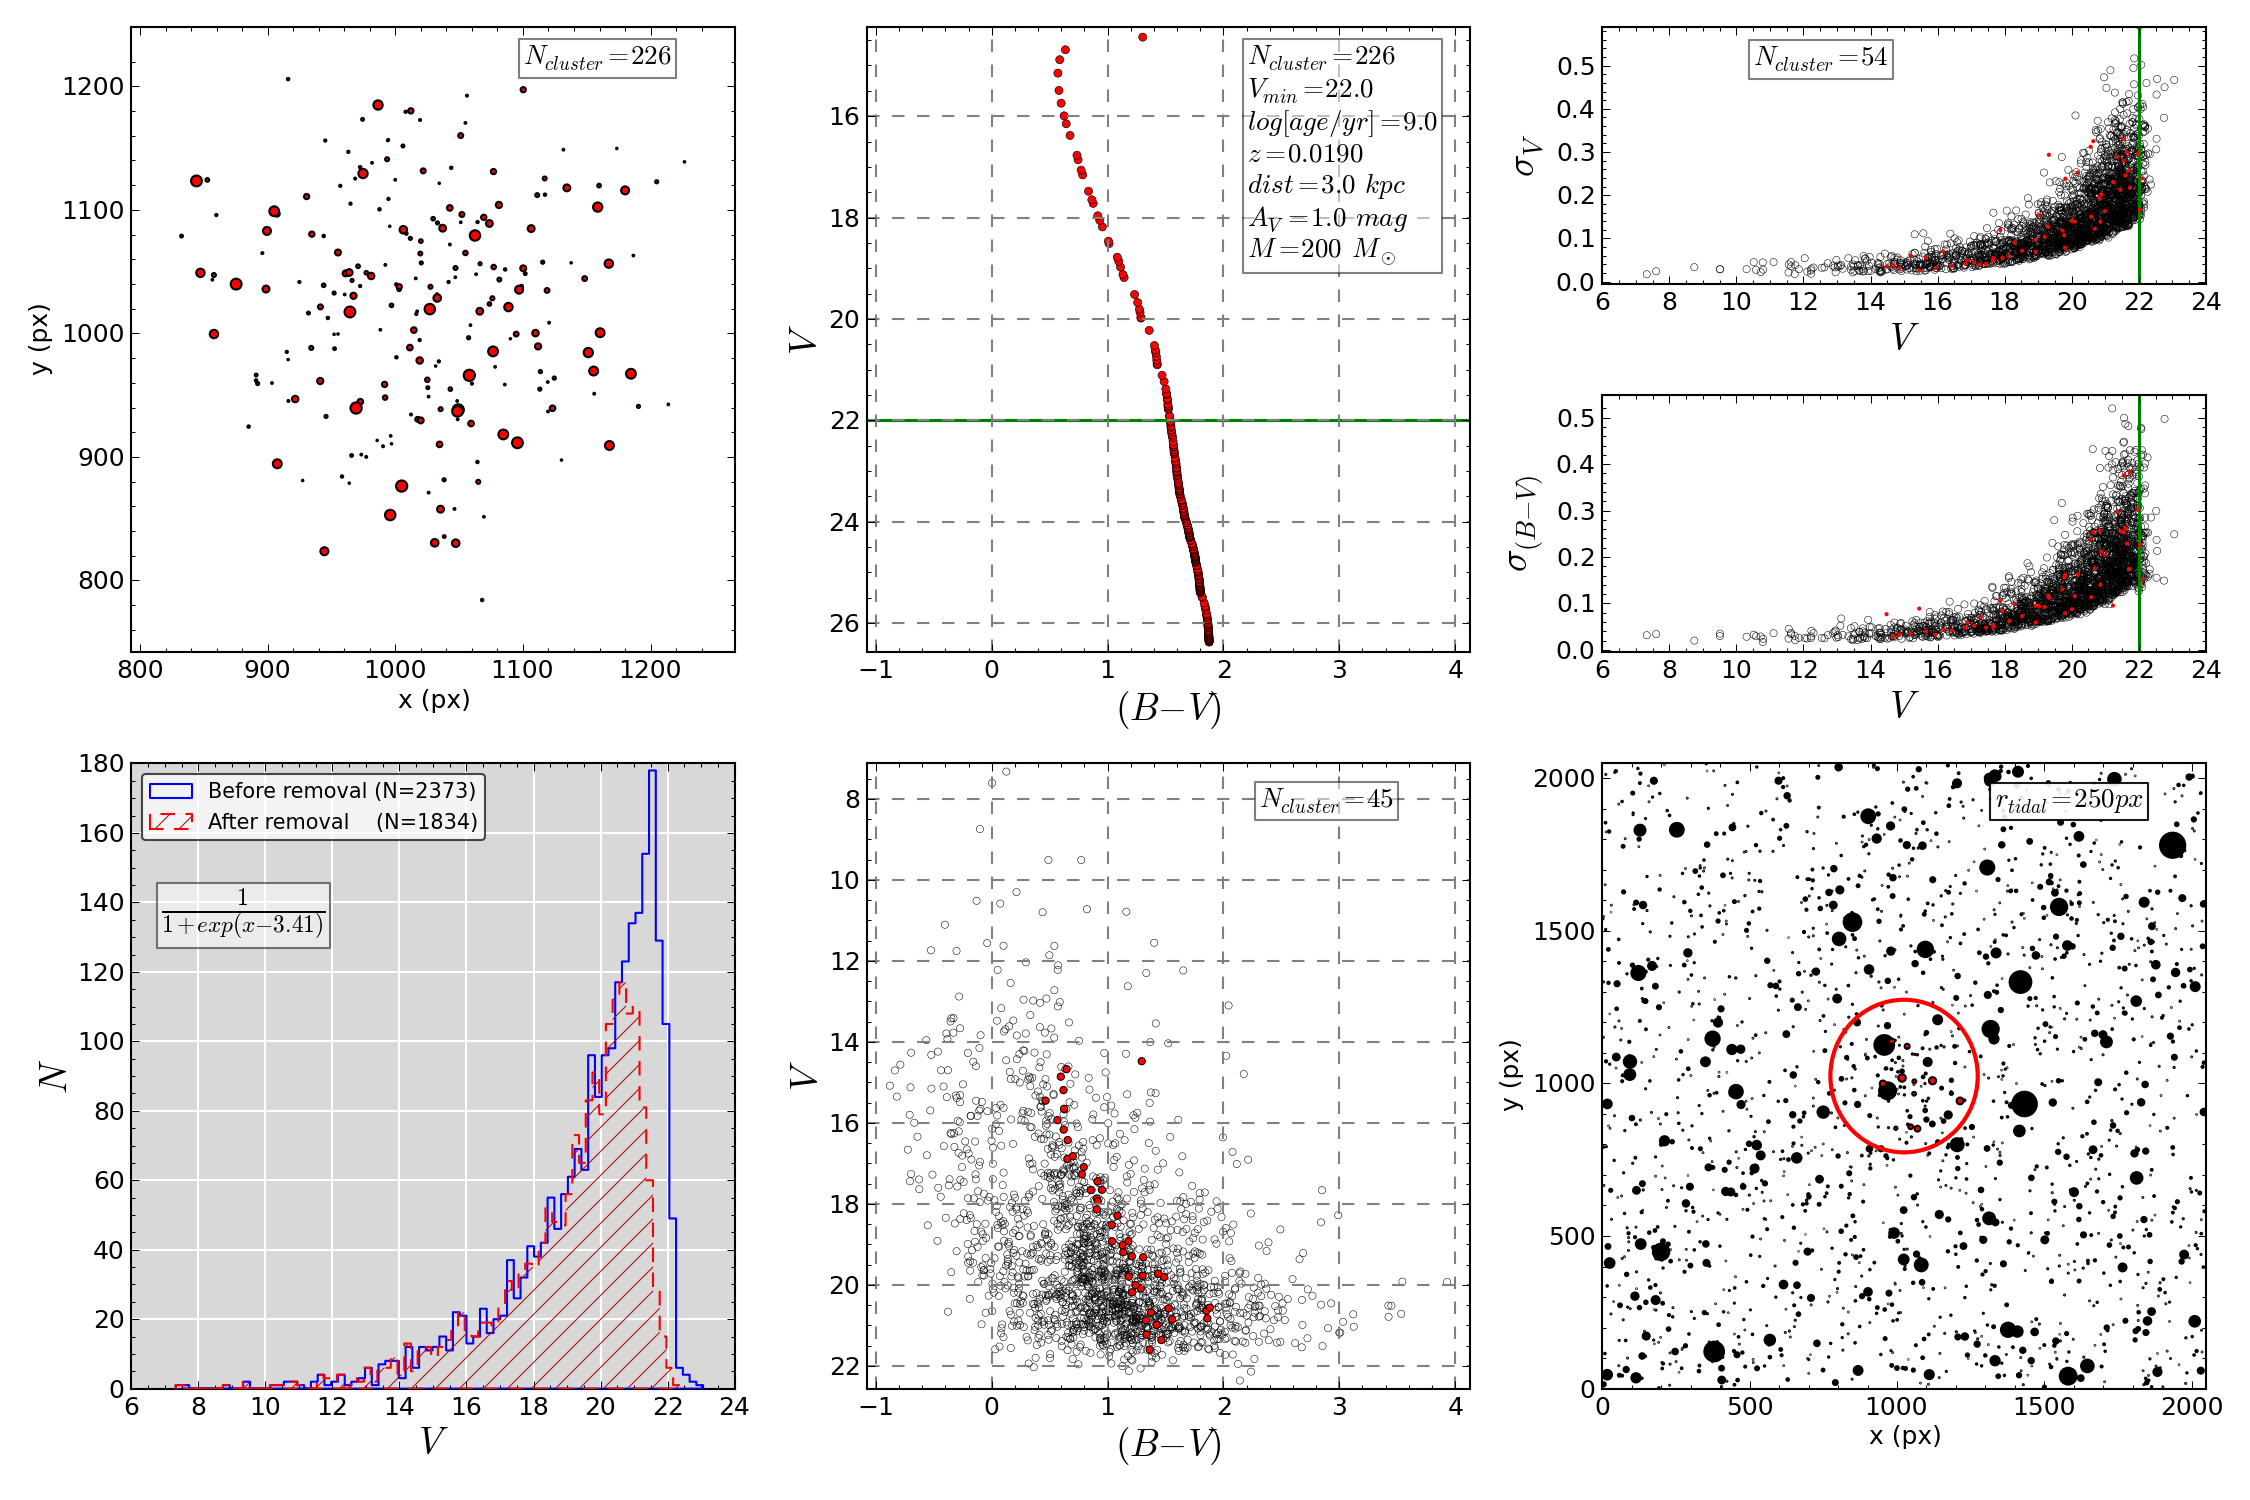 N_cluster=226
1200
1100
1000
900
800
y (px)
800 900 1000 1100 1200
x (px)
N_cluster=226
V_min=22.0
log[age/yr]=9.0
z=0.0190
dist=3.0 kpc
A_V=1.0 mag
M=200 M_⊙
16
18
20
22
24
26
V
−1 0 1 2 3 4
(B−V)
N_cluster=54
0.5
0.4
0.3
0.2
0.1
0.0
σ_V
6 8 10 12 14 16 18 20 22 24
V
0.5
0.4
0.3
0.2
0.1
0.0
σ_(B−V)
6 8 10 12 14 16 18 20 22 24
V
180
160
140
120
100
80
60
40
20
0
N
Before removal (N=2373)
After removal (N=1834)
1
1+exp(x−3.41)
6 8 10 12 14 16 18 20 22 24
V
N_cluster=45
8
10
12
14
16
18
20
22
V
−1 0 1 2 3 4
(B−V)
r_tidal=250px
2000
1500
1000
500
0
y (px)
0 500 1000 1500 2000
x (px)